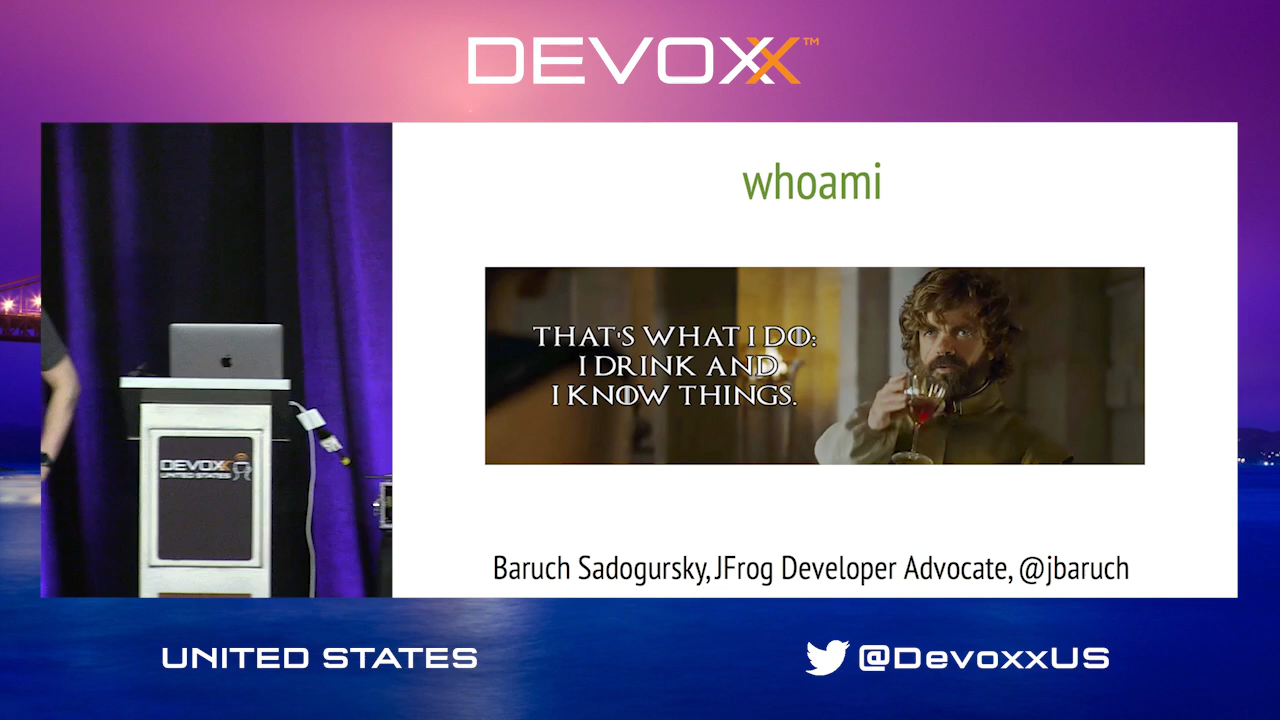 DEVOXX™
whoami
THAT'S WHAT I DO:
I DRINK AND
I KNOW THINGS.
DEVOXX
UNITED STATES
Baruch Sadogursky, JFrog Developer Advocate, @jbaruch
UNITED STATES
@DevoxxUS